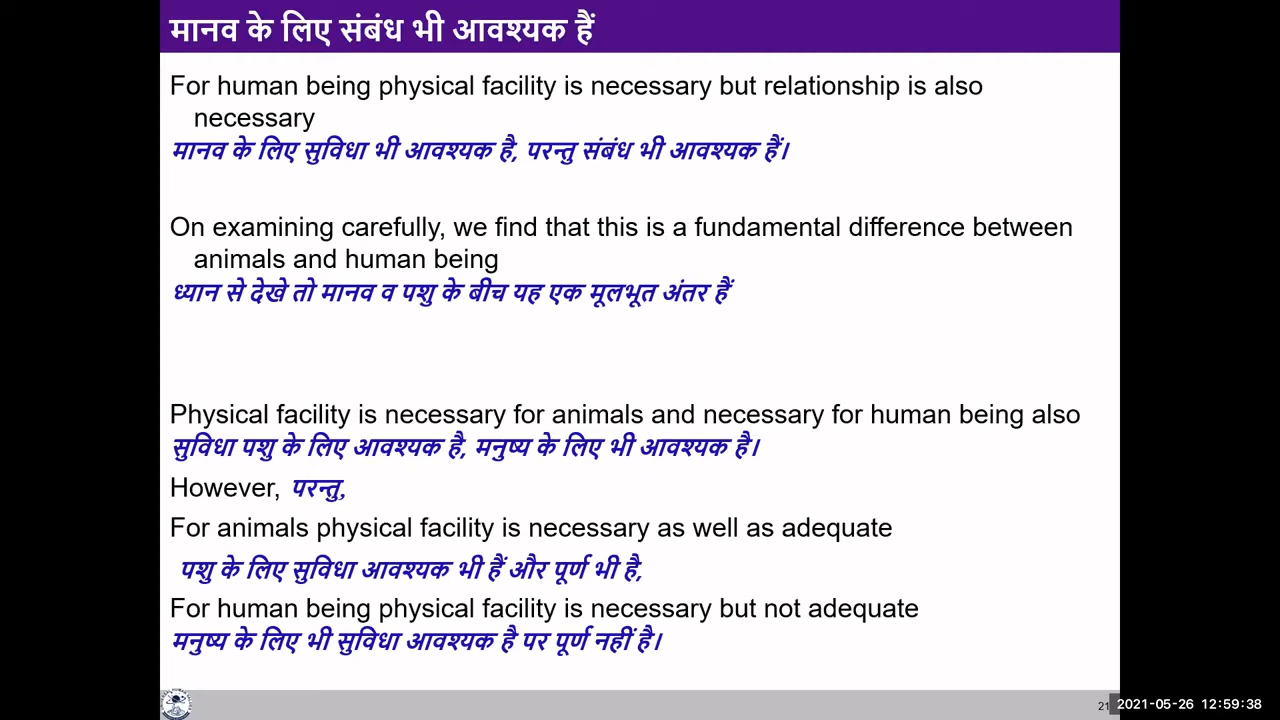 मानव के लिए संबंध भी आवश्यक हैं
For human being physical facility is necessary but relationship is also
necessary
मानव के लिए सुविधा भी आवश्यक है, परन्तु संबंध भी आवश्यक हैं।
On examining carefully, we find that this is a fundamental difference between
animals and human being
ध्यान से देखे तो मानव व पशु के बीच यह एक मूलभूत अंतर हैं
Physical facility is necessary for animals and necessary for human being also
सुविधा पशु के लिए आवश्यक है, मनुष्य के लिए भी आवश्यक है।
However, परन्तु,
For animals physical facility is necessary as well as adequate
पशु के लिए सुविधा आवश्यक भी हैं और पूर्ण भी है,
For human being physical facility is necessary but not adequate
मनुष्य के लिए भी सुविधा आवश्यक है पर पूर्ण नहीं है।
21
2021-05-26 12:59:38